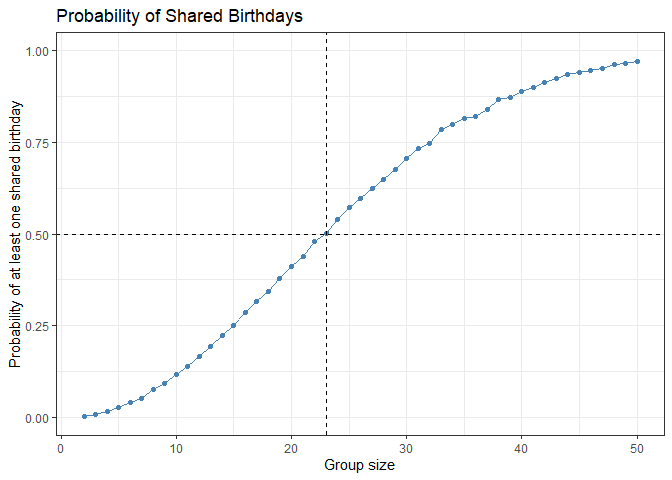 Probability of Shared Birthdays
Probability of at least one shared birthday
1.00
0.75
0.50
0.25
0.00
0 10 20 30 40 50
Group size